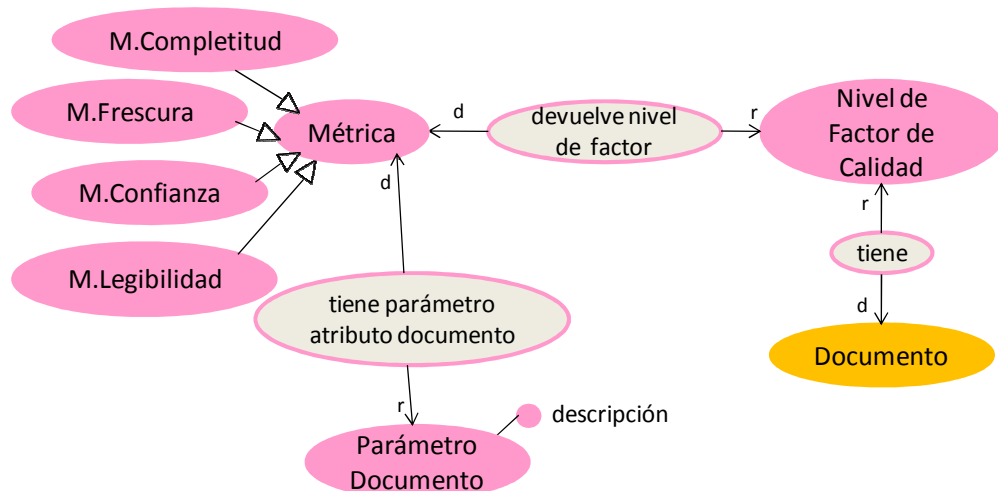 M.Completitud
M.Frescura
M.Confianza
M.Legibilidad
Métrica
d
devuelve nivel
de factor
r
Nivel de
Factor de
Calidad
r
tiene
d
Documento
d
tiene parámetro
atributo documento
r
descripción
Parámetro
Documento